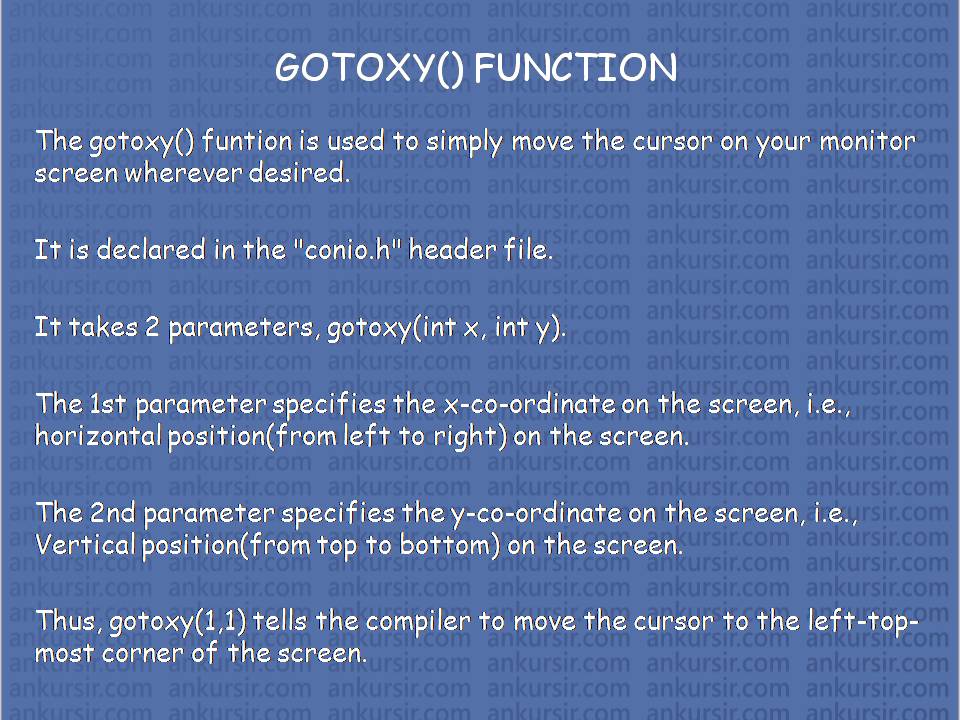 GOTOXY() FUNCTION
The gotoxy() funtion is used to simply move the cursor on your monitor
screen wherever desired.
It is declared in the "conio.h" header file.
It takes 2 parameters, gotoxy(int x, int y).
The 1st parameter specifies the x-co-ordinate on the screen, i.e.,
horizontal position(from left to right) on the screen.
The 2nd parameter specifies the y-co-ordinate on the screen, i.e.,
Vertical position(from top to bottom) on the screen.
Thus, gotoxy(1,1) tells the compiler to move the cursor to the left-top-
most corner of the screen.
ankursir.com